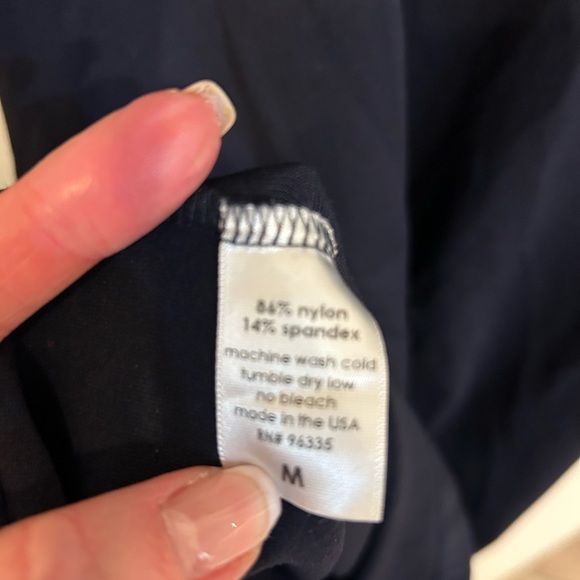 86% nylon
14% spandex
machine wash cold
tumble dry low
no bleach
made in the USA
RN# 96335
M